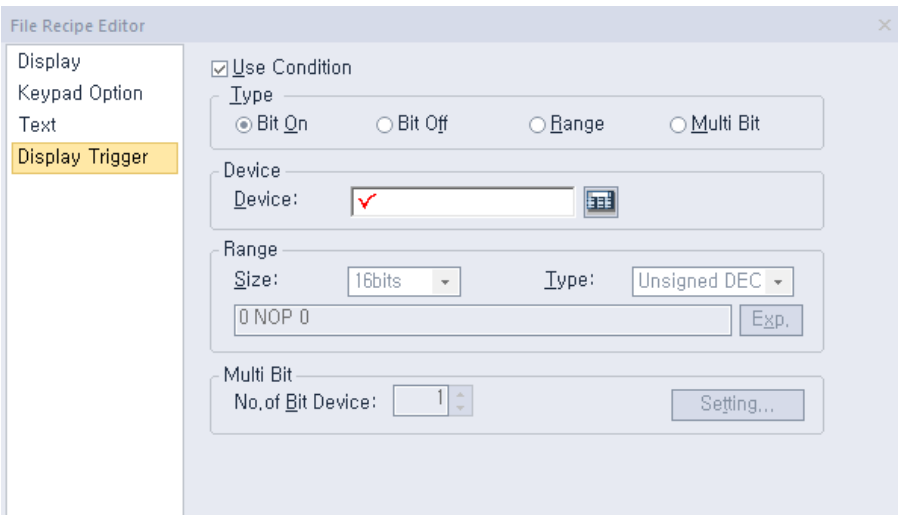 File Recipe Editor
Display
Keypad Option
Text
Display Trigger
Use Condition
Type
Bit On Bit Off Range Multi Bit
Device
Device:
Range
Size: 16bits Type: Unsigned DEC
0 NOP 0 Exp.
Multi Bit
No.of Bit Device: 1 Setting...